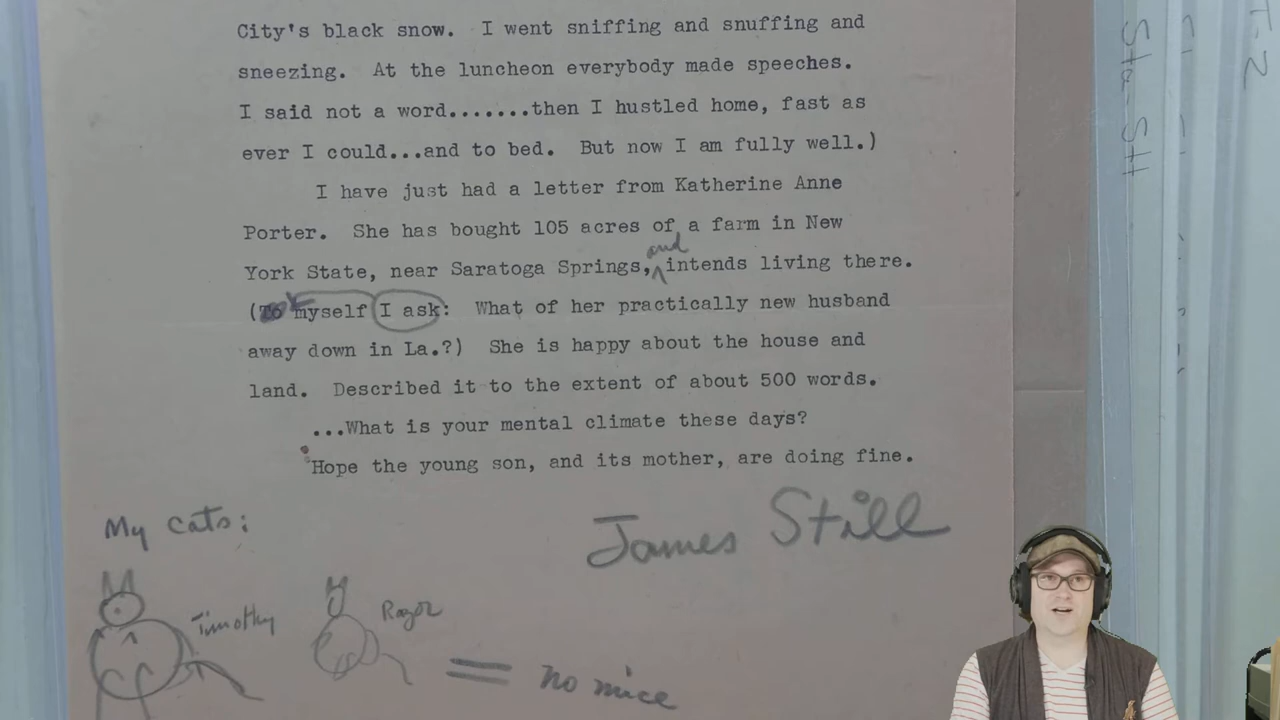 City's black snow.  I went sniffing and snuffing and
sneezing.  At the luncheon everybody made speeches.
I said not a word.......then I hustled home, fast as
ever I could...and to bed.  But now I am fully well.)
I have just had a letter from Katherine Anne
Porter.  She has bought 105 acres of a farm in New
and
York State, near Saratoga Springs, intends living there.
(To myself I ask:  What of her practically new husband
away down in La.?)  She is happy about the house and
land.  Described it to the extent of about 500 words.
...What is your mental climate these days?
Hope the young son, and its mother, are doing fine.
James Still
My cats:
Timothy
= no mice
Sta-Stt
T-2